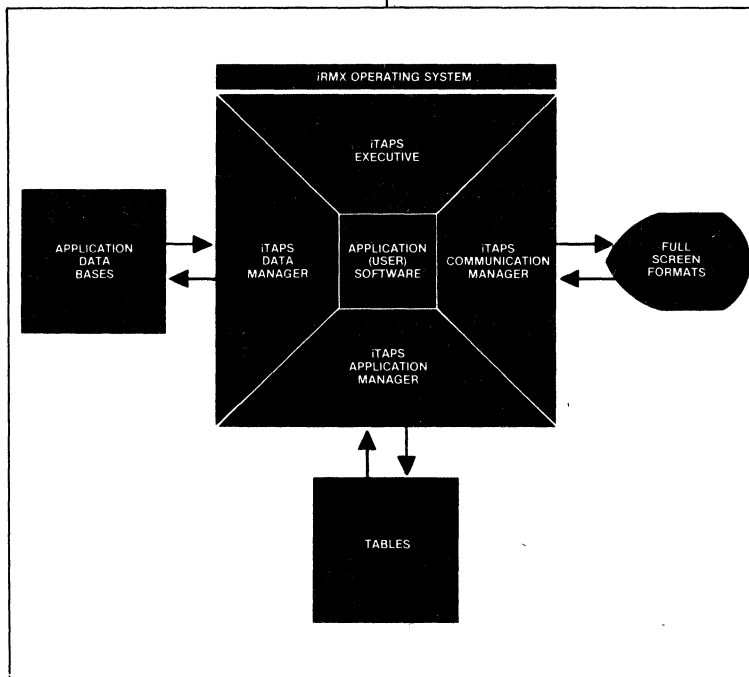 iRMX OPERATING SYSTEM
iTAPS
EXECUTIVE
APPLICATION
DATA
BASES
iTAPS
DATA
MANAGER
APPLICATION
(USER)
SOFTWARE
iTAPS
COMMUNICATION
MANAGER
FULL
SCREEN
FORMATS
iTAPS
APPLICATION
MANAGER
TABLES